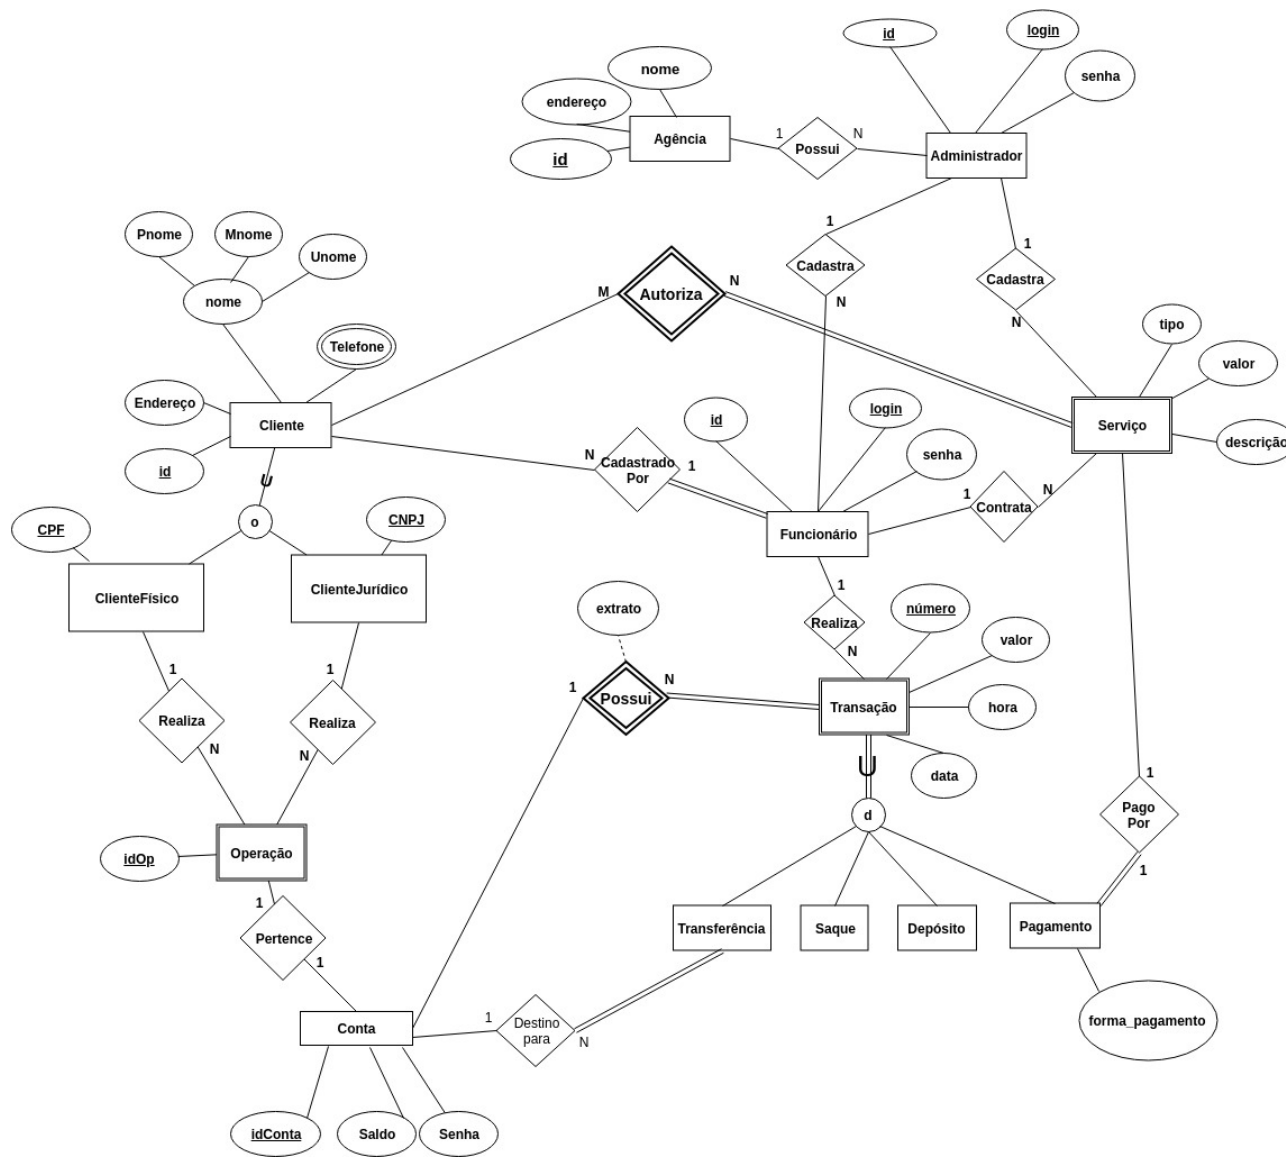 id
login
senha
nome
endereço
id
Agência
1
Possui
N
Administrador
Pnome
Mnome
Unome
nome
Telefone
Endereço
id
Cliente
M
Autoriza
N
1
Cadastra
N
1
Cadastra
N
tipo
valor
descrição
Serviço
id
login
senha
N
Cadastrado
Por
1
Funcionário
1
Contrata
N
U
o
CPF
CNPJ
ClienteFísico
ClienteJurídico
1
Realiza
N
1
Realiza
N
extrato
1
Possui
N
1
Realiza
N
número
valor
hora
data
Transação
U
d
1
Pago
Por
1
idOp
Operação
1
Pertence
1
Transferência
Saque
Depósito
Pagamento
forma_pagamento
Conta
1
Destino
para
N
idConta
Saldo
Senha